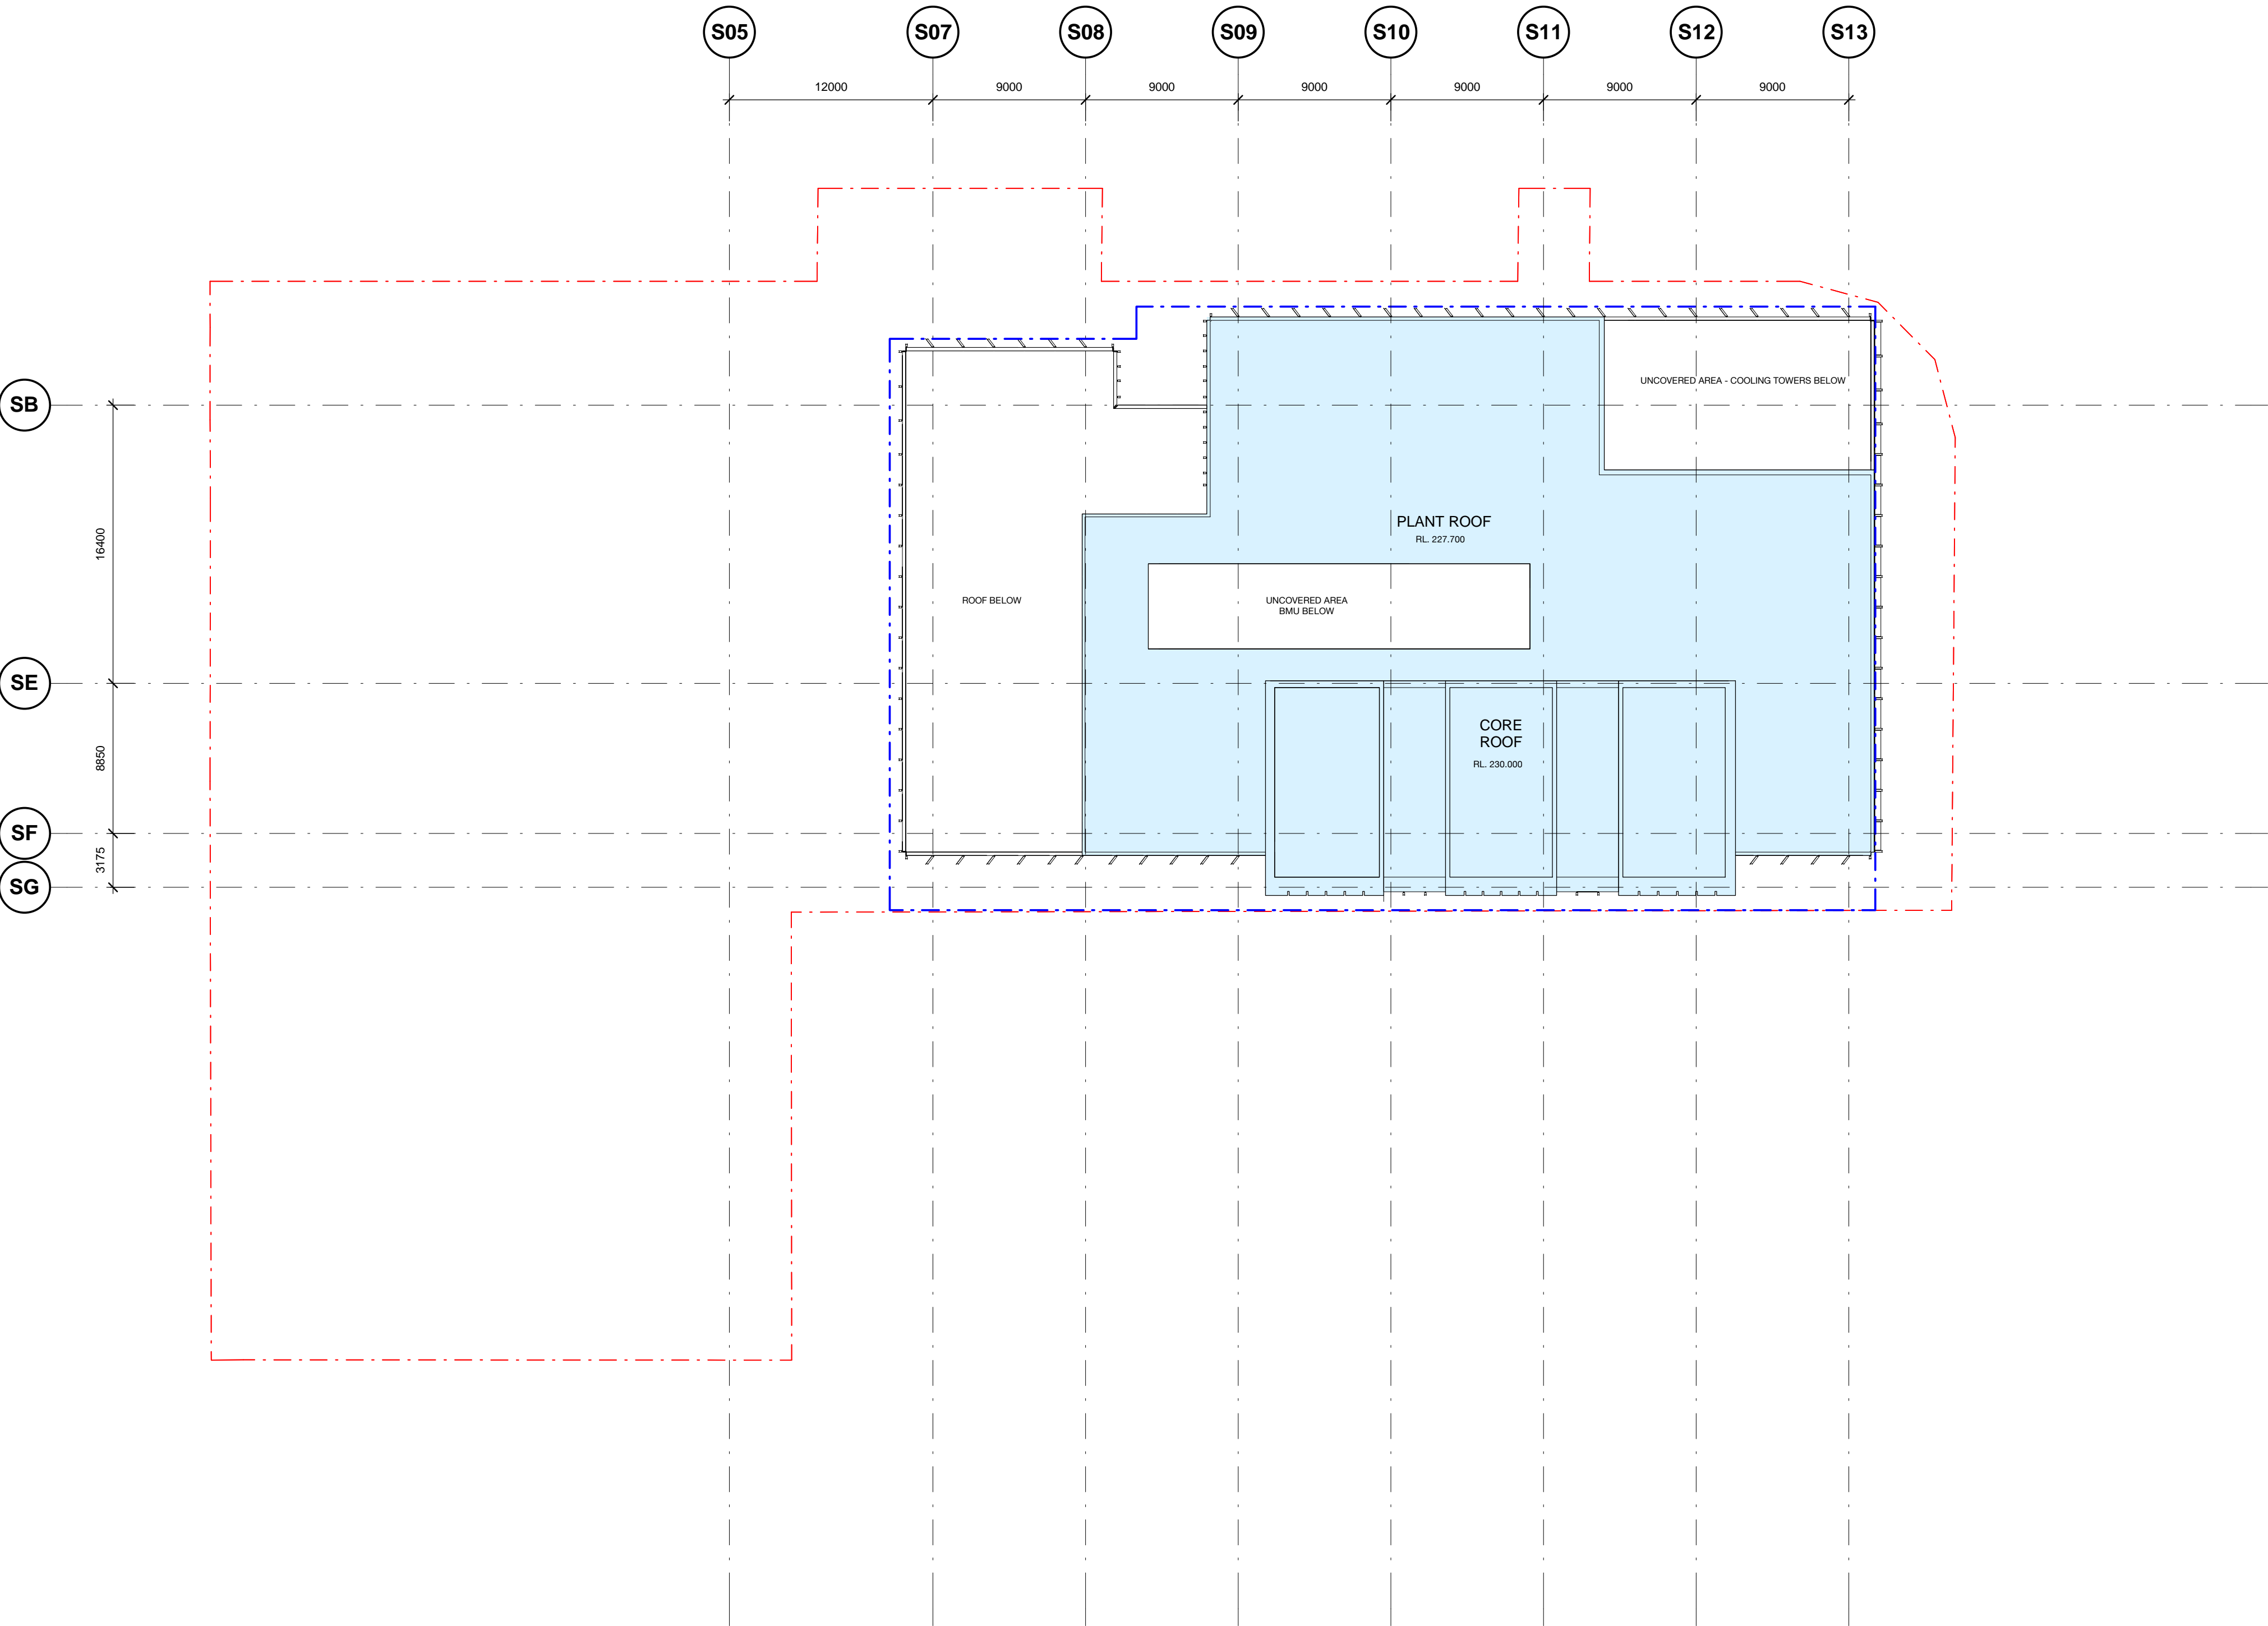 S05
S07
S08
S09
S10
S11
S12
S13
12000
9000
9000
9000
9000
9000
9000
SB
SE
SF
SG
16400
8850
3175
UNCOVERED AREA - COOLING TOWERS BELOW
PLANT ROOF
RL. 227.700
ROOF BELOW
UNCOVERED AREA
BMU BELOW
CORE
ROOF
RL. 230.000